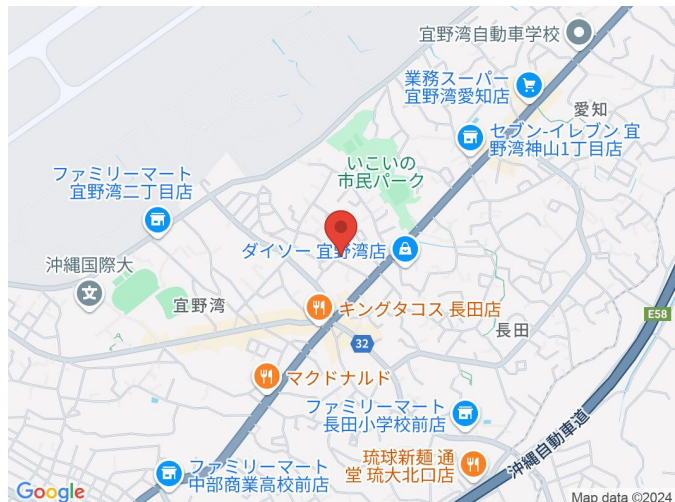 宜野湾自動車学校
業務スーパー
宜野湾愛知店
愛知
セブン-イレブン 宜
野湾神山1丁目店
いこいの
市民パーク
ファミリーマート
宜野湾二丁目店
ダイソー 宜野湾店
沖縄国際大
宜野湾
キングタコス 長田店
長田
E58
32
マクドナルド
ファミリーマート
長田小学校前店
沖縄自動車道
琉球新麺 通
堂 琉大北口店
ファミリーマート
中部商業高校前店
Google
Map data ©2024